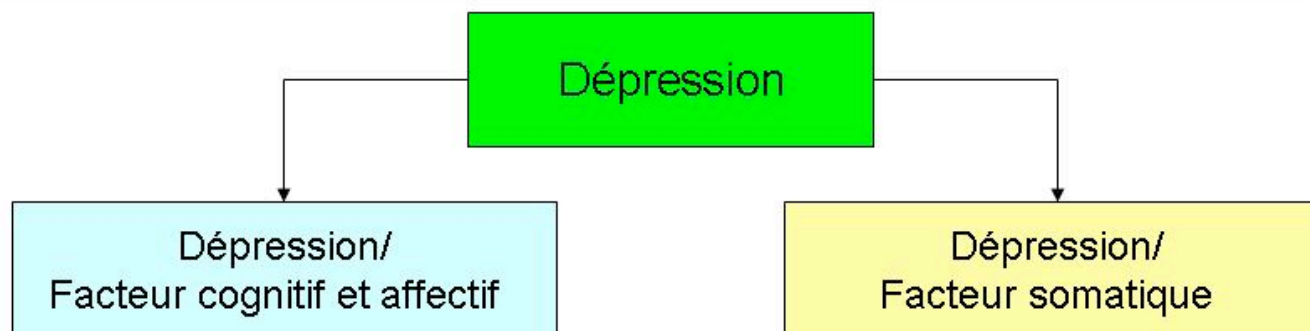 Dépression
Dépression/
Facteur cognitif et affectif
Dépression/
Facteur somatique